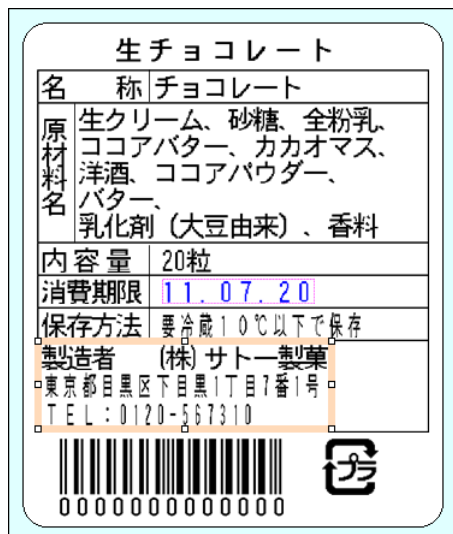 生チョコレート
名　称 チョコレート
原材料名 生クリーム、砂糖、全粉乳、
ココアバター、カカオマス、
洋酒、ココアパウダー、
バター、
乳化剤（大豆由来）、香料
内容量 20粒
消費期限 11.07.20
保存方法 要冷蔵１０℃以下で保存
製造者　(株)サトー製菓
東京都目黒区下目黒1丁目7番1号
ＴＥＬ：0120-567310
0000000000000
プラ